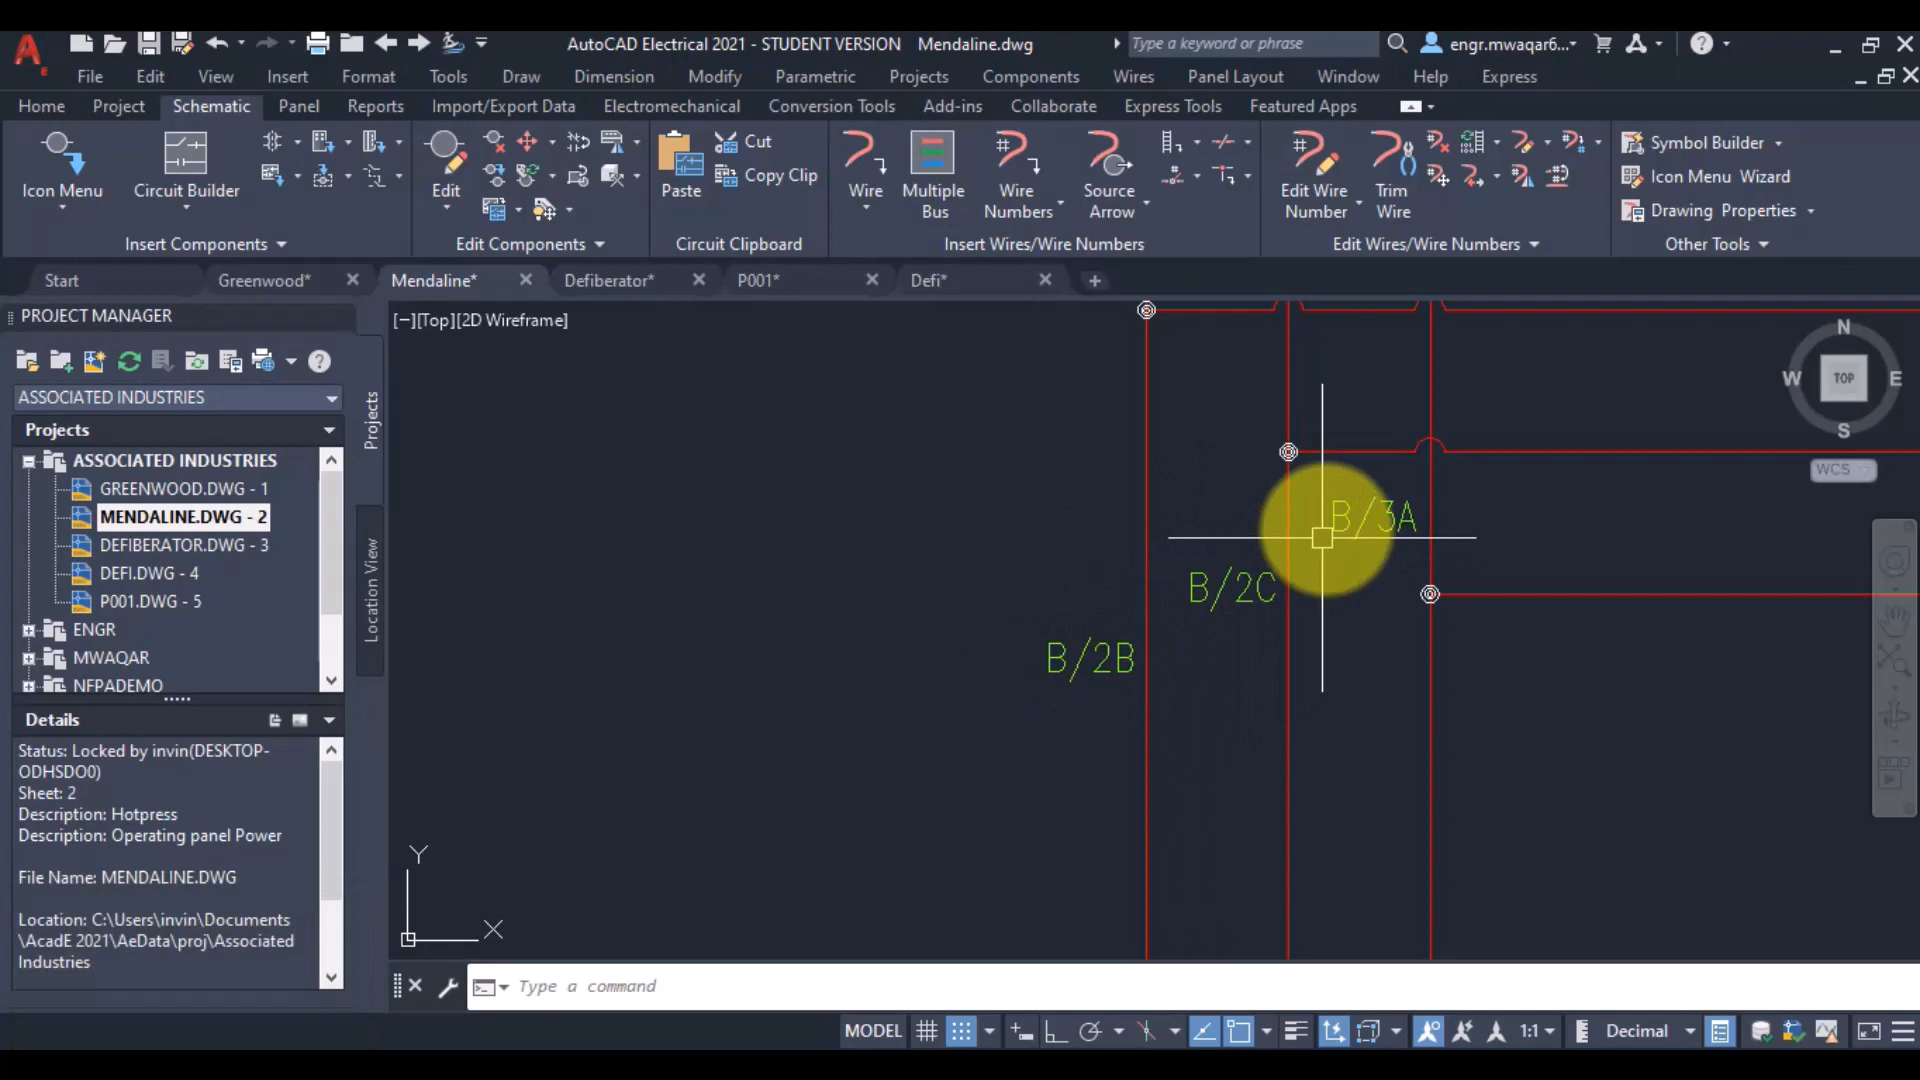 AutoCAD Electrical 2021 - STUDENT VERSION Mendaline.dwg
Type a keyword or phrase
engr.mwaqar6...
File Edit View Insert Format Tools Draw Dimension Modify Parametric Projects Components Wires Panel Layout Window Help Express
Home Project Schematic Panel Reports Import/Export Data Electromechanical Conversion Tools Add-ins Collaborate Express Tools Featured Apps
Icon Menu
Circuit Builder
Insert Components
Edit
Edit Components
Paste
Cut
Copy Clip
Circuit Clipboard
Wire
Multiple
Bus
Wire
Numbers
Source
Arrow
Insert Wires/Wire Numbers
Edit Wire
Number
Trim
Wire
Edit Wires/Wire Numbers
Symbol Builder
Icon Menu Wizard
Drawing Properties
Other Tools
Start Greenwood* Mendaline* Defiberator* P001* Defi*
PROJECT MANAGER
ASSOCIATED INDUSTRIES
Projects
ASSOCIATED INDUSTRIES
GREENWOOD.DWG - 1
MENDALINE.DWG - 2
DEFIBERATOR.DWG - 3
DEFI.DWG - 4
P001.DWG - 5
ENGR
MWAQAR
NFPADEMO
Projects
Location View
Details
Status: Locked by invin(DESKTOP-
ODHSDO0)
Sheet: 2
Description: Hotpress
Description: Operating panel Power
File Name: MENDALINE.DWG
Location: C:\Users\invin\Documents
\AcadE 2021\AeData\proj\Associated
Industries
[−][Top][2D Wireframe]
B/3A
B/2C
B/2B
Y
X
N
W TOP E
S
WCS
Type a command
MODEL
1:1
Decimal